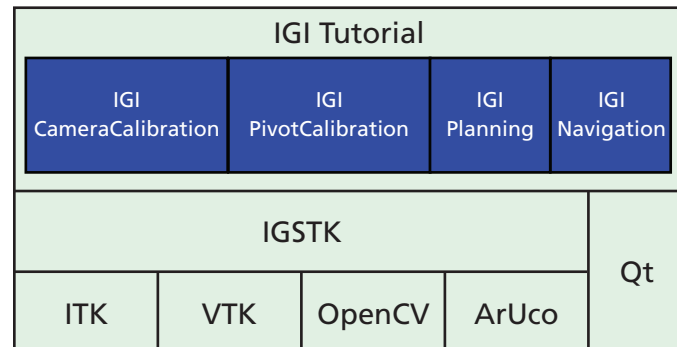 IGI Tutorial
IGI
CameraCalibration
IGI
PivotCalibration
IGI
Planning
IGI
Navigation
IGSTK
Qt
ITK
VTK
OpenCV
ArUco